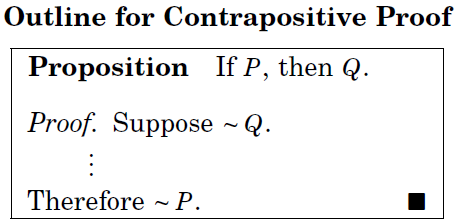 Outline for Contrapositive Proof
Proposition If P, then Q.
Proof. Suppose ~Q.
⋮
Therefore ~P. ■